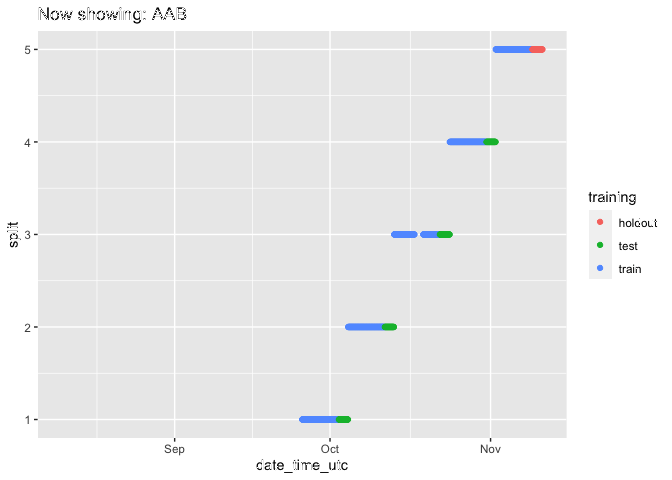 Now showing: AAB
5
4
3
2
1
split
Sep Oct Nov
date_time_utc
training
holdout
test
train